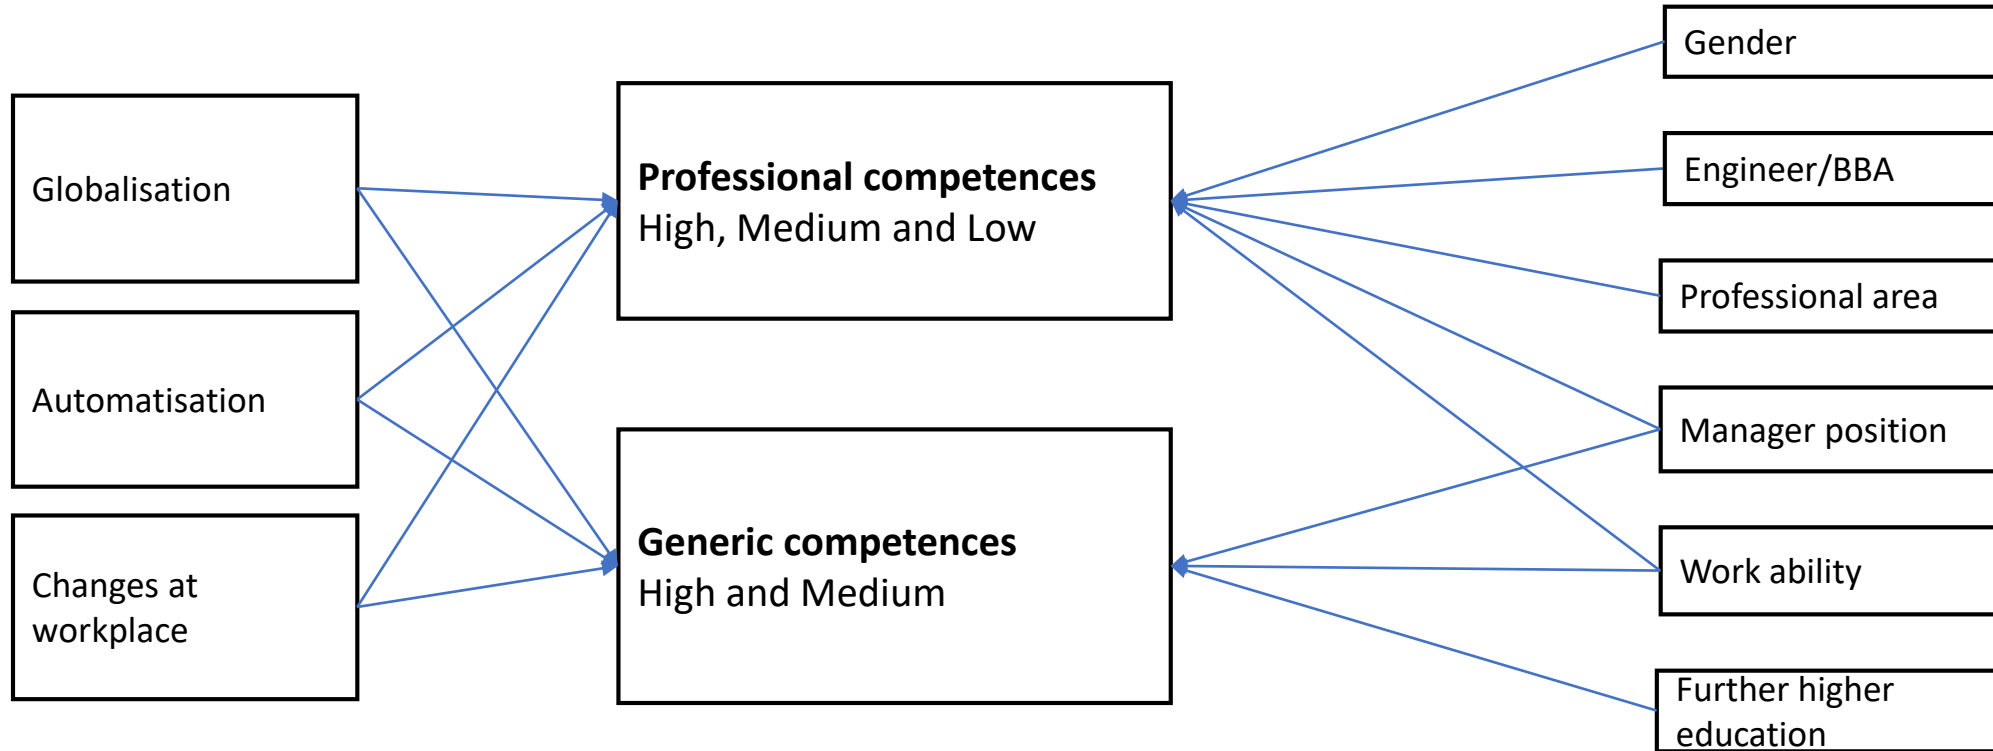 Globalisation
Automatisation
Changes at
workplace
Professional competences
High, Medium and Low
Generic competences
High and Medium
Gender
Engineer/BBA
Professional area
Manager position
Work ability
Further higher
education